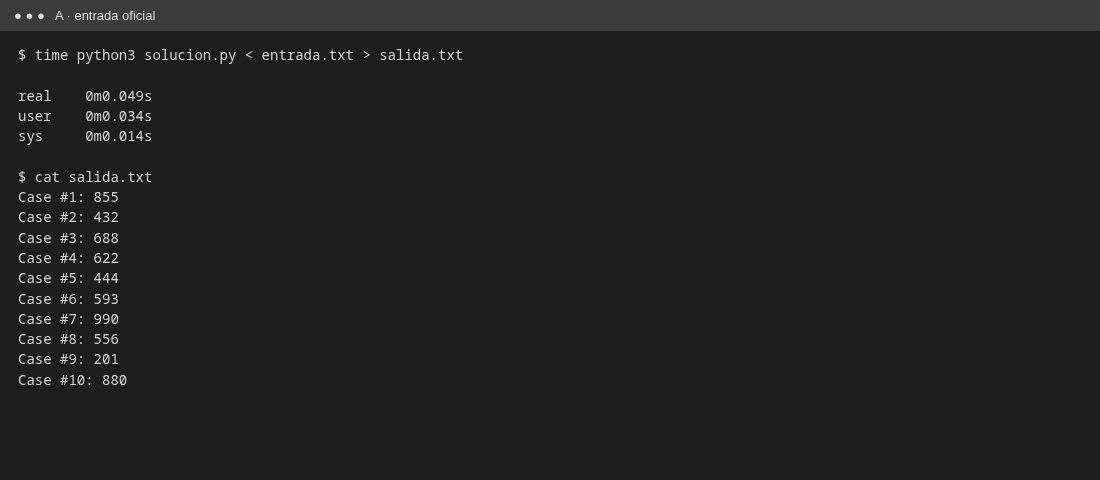 A · entrada oficial
$ time python3 solucion.py < entrada.txt > salida.txt
real    0m0.049s
user    0m0.034s
sys     0m0.014s
$ cat salida.txt
Case #1: 855
Case #2: 432
Case #3: 688
Case #4: 622
Case #5: 444
Case #6: 593
Case #7: 990
Case #8: 556
Case #9: 201
Case #10: 880